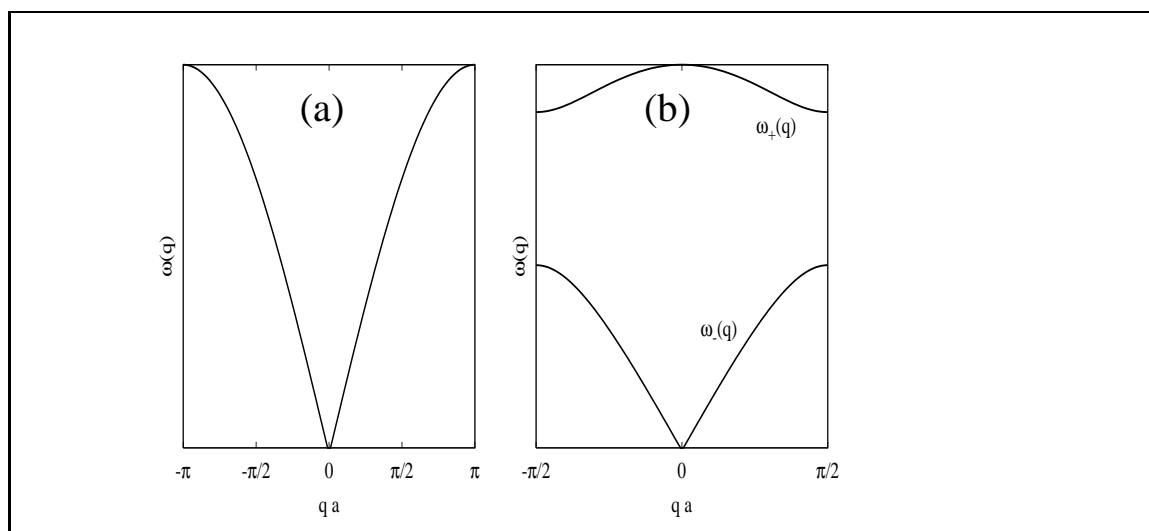 (a)
ω(q)
-π -π/2 0 π/2 π
q a
(b)
ω₊(q)
ω(q)
ω₋(q)
-π/2 0 π/2
q a